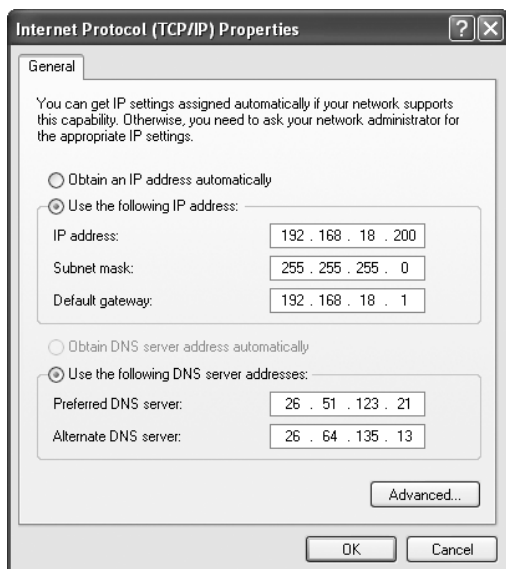 Internet Protocol (TCP/IP) Properties
General
You can get IP settings assigned automatically if your network supports
this capability. Otherwise, you need to ask your network administrator for
the appropriate IP settings.
Obtain an IP address automatically
Use the following IP address:
IP address: 192 . 168 . 18 . 200
Subnet mask: 255 . 255 . 255 . 0
Default gateway: 192 . 168 . 18 . 1
Obtain DNS server address automatically
Use the following DNS server addresses:
Preferred DNS server: 26 . 51 . 123 . 21
Alternate DNS server: 26 . 64 . 135 . 13
Advanced...
OK Cancel